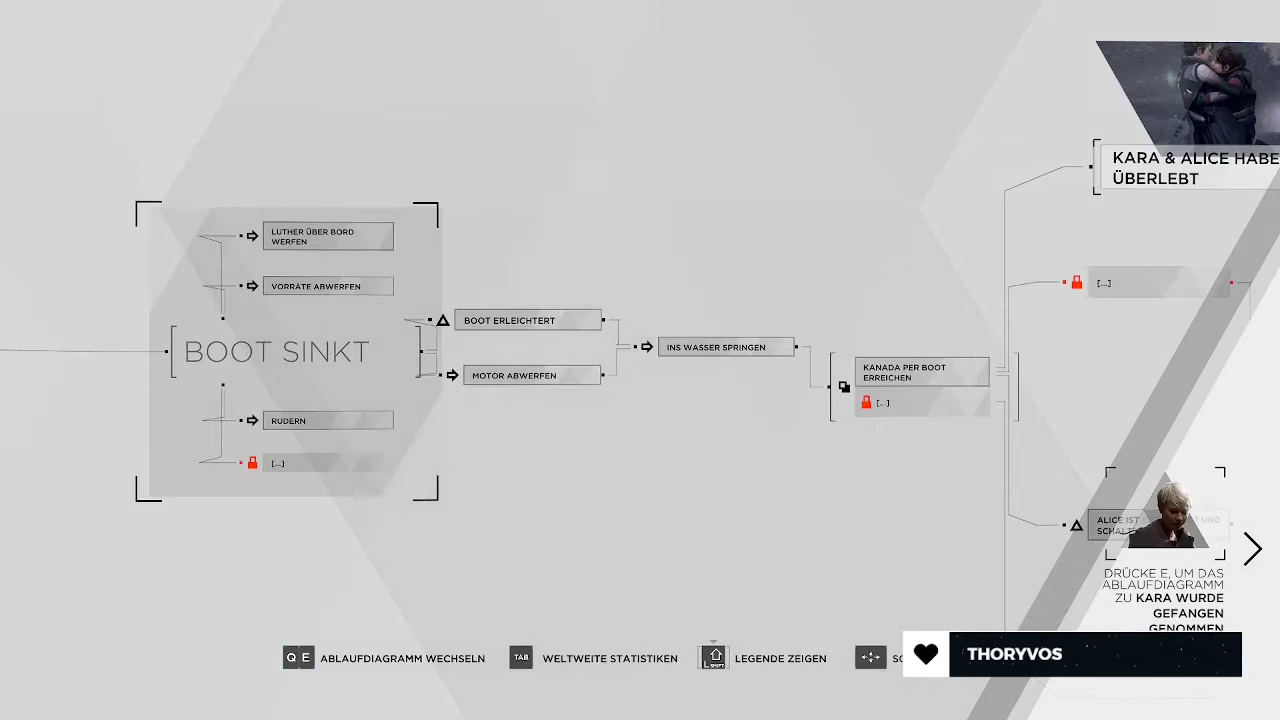 KARA & ALICE HABE
ÜBERLEBT
LUTHER ÜBER BORD
WERFEN
VORRÄTE ABWERFEN
BOOT SINKT
RUDERN
[...]
BOOT ERLEICHTERT
MOTOR ABWERFEN
INS WASSER SPRINGEN
KANADA PER BOOT
ERREICHEN
[...]
[...]
ALICE IST UND
DRÜCKE E, UM DAS
ABLAUFDIAGRAMM
ZU KARA WURDE
GEFANGEN
GENOMMEN
Q E ABLAUFDIAGRAMM WECHSELN
TAB WELTWEITE STATISTIKEN
L SHIFT LEGENDE ZEIGEN
THORYVOS